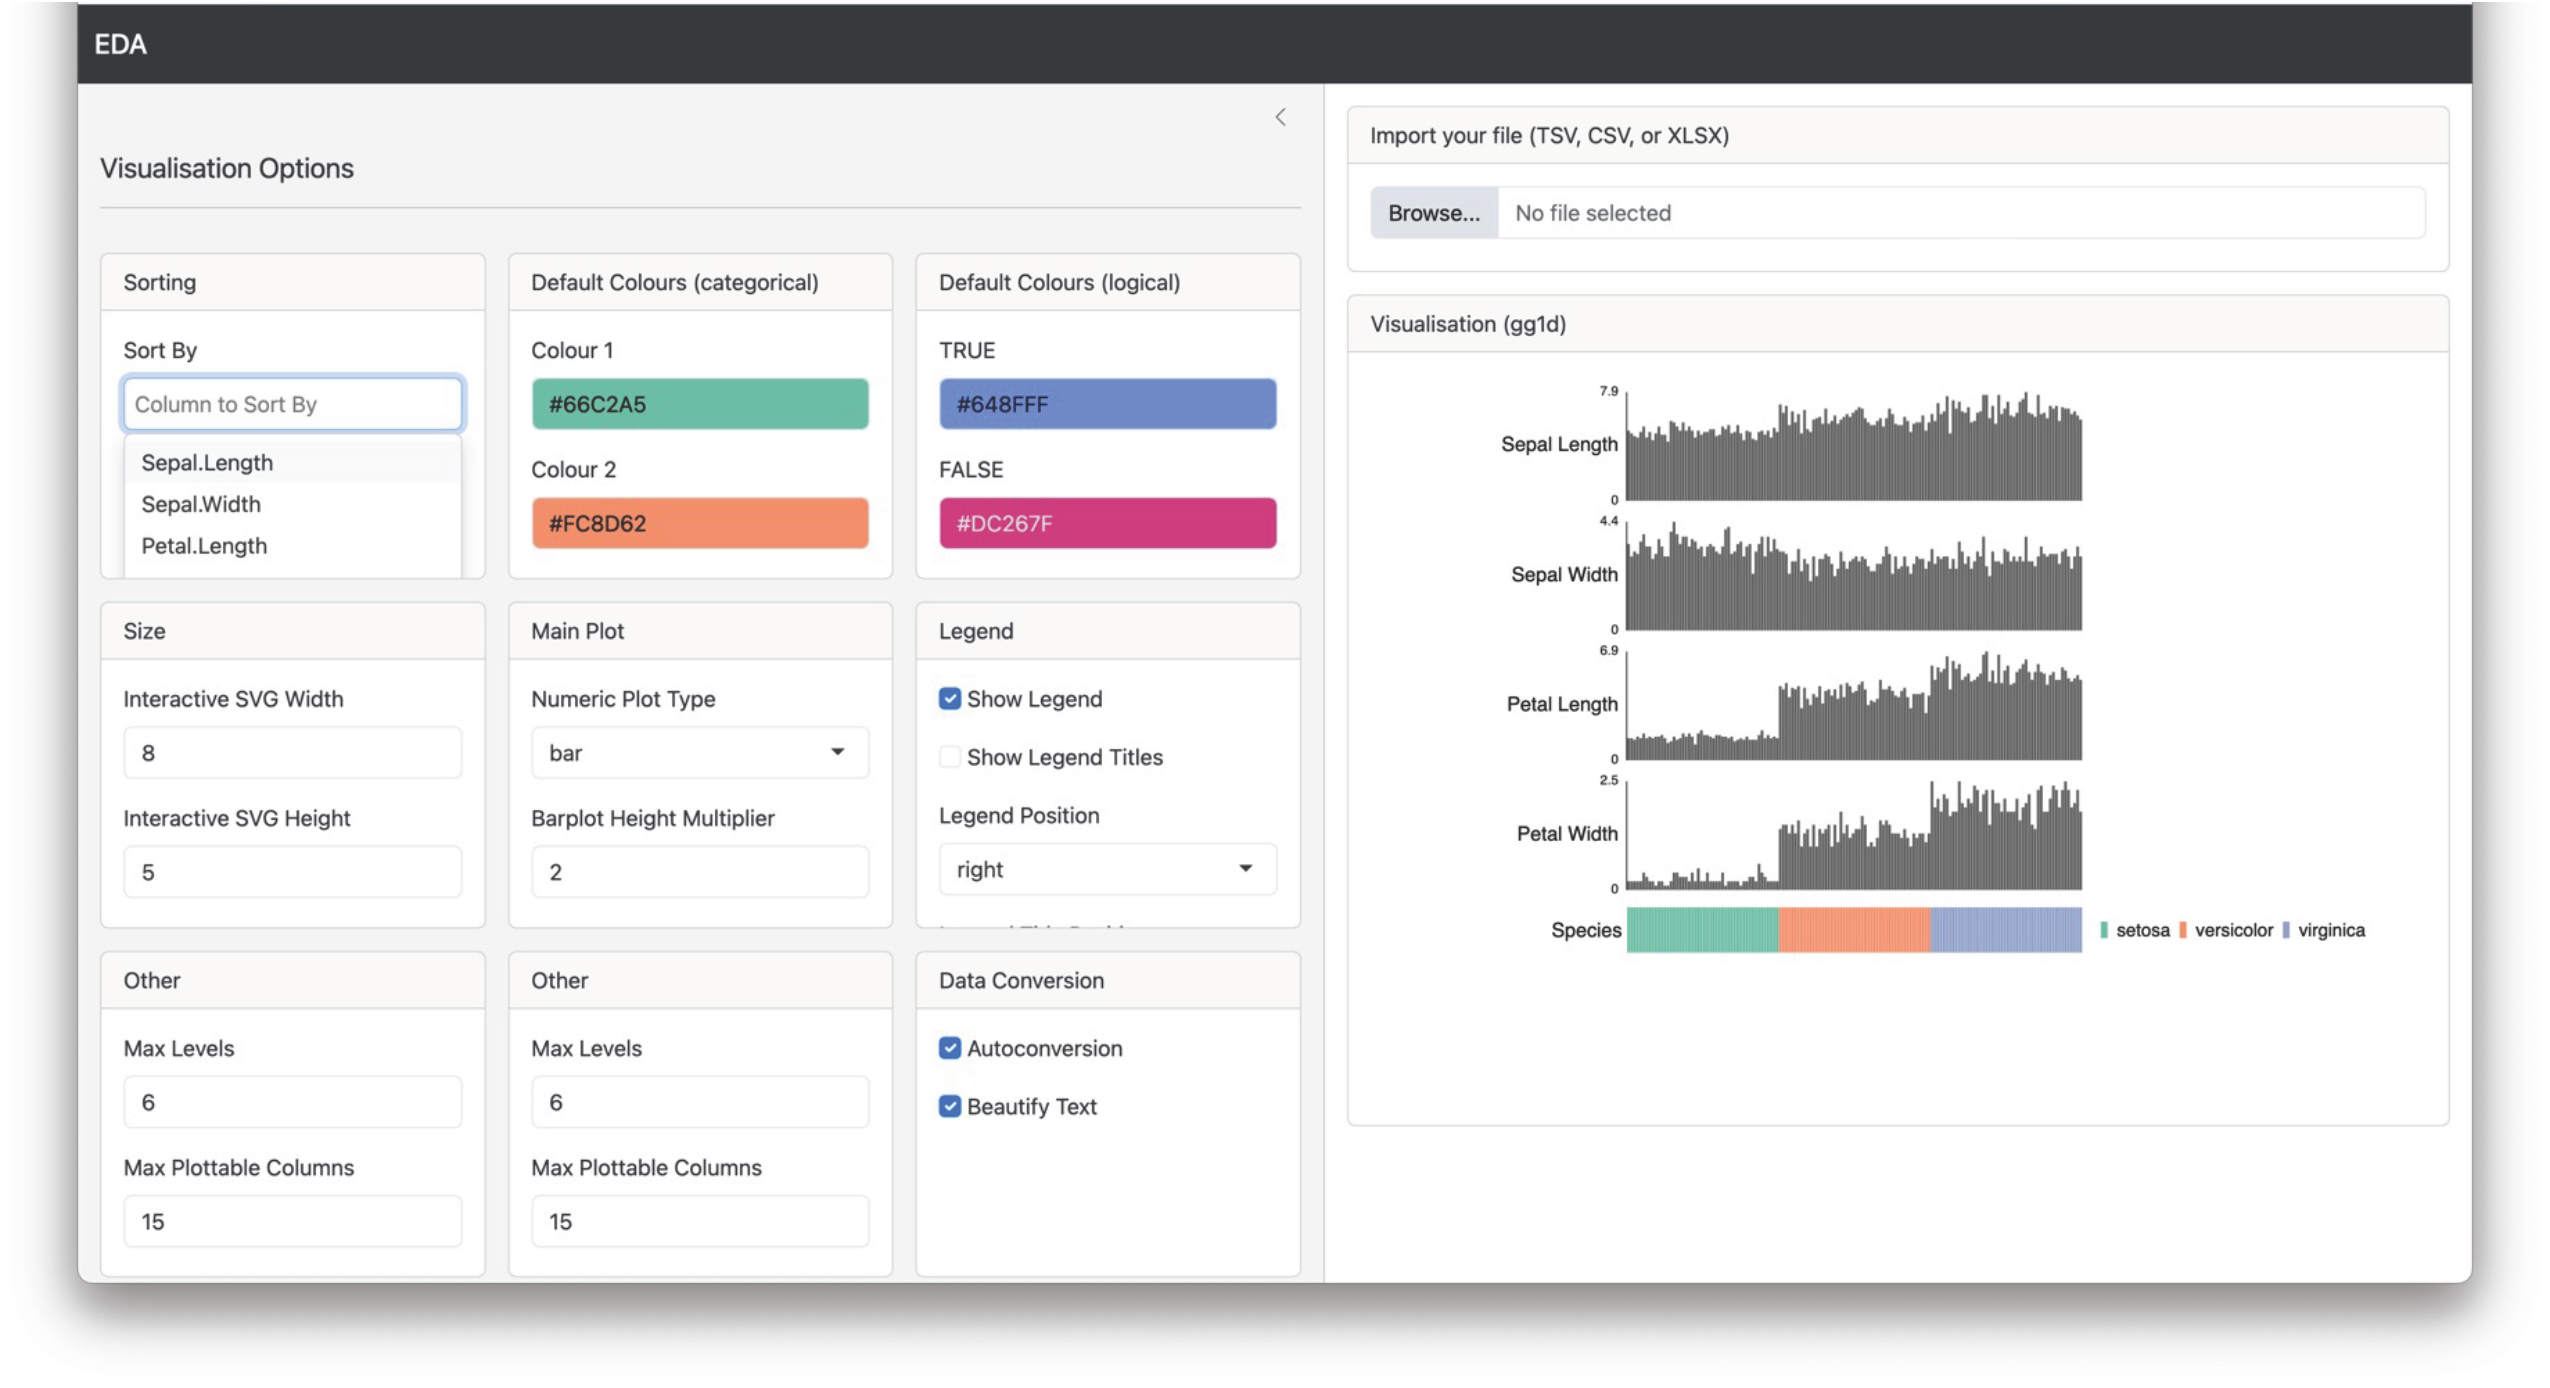 EDA
Visualisation Options
Sorting
Sort By
Column to Sort By
Sepal.Length
Sepal.Width
Petal.Length
Default Colours (categorical)
Colour 1
#66C2A5
Colour 2
#FC8D62
Default Colours (logical)
TRUE
#648FFF
FALSE
#DC267F
Size
Interactive SVG Width
8
Interactive SVG Height
5
Main Plot
Numeric Plot Type
bar
Barplot Height Multiplier
2
Legend
Show Legend
Show Legend Titles
Legend Position
right
Other
Max Levels
6
Max Plottable Columns
15
Other
Max Levels
6
Max Plottable Columns
15
Data Conversion
Autoconversion
Beautify Text
Import your file (TSV, CSV, or XLSX)
Browse... No file selected
Visualisation (gg1d)
7.9
Sepal Length
0
4.4
Sepal Width
0
6.9
Petal Length
0
2.5
Petal Width
0
Species setosa versicolor virginica